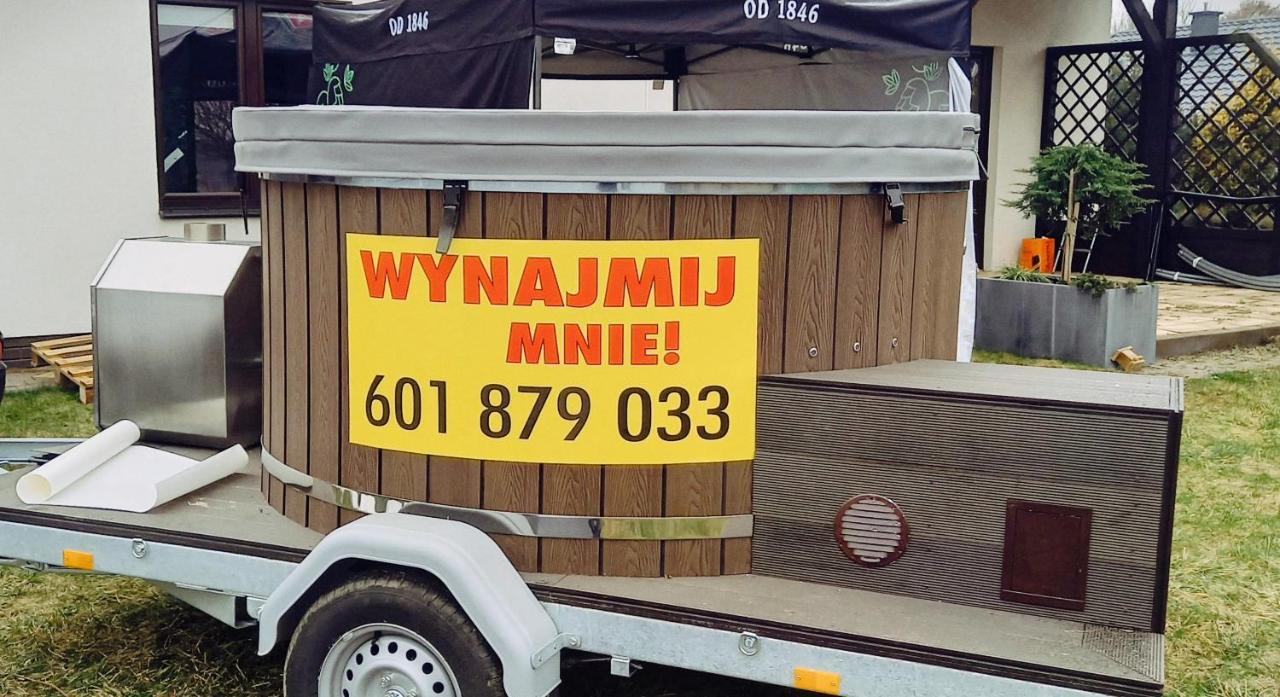 OD 1846
OD 1846
WYNAJMIJ
MNIE!
601 879 033